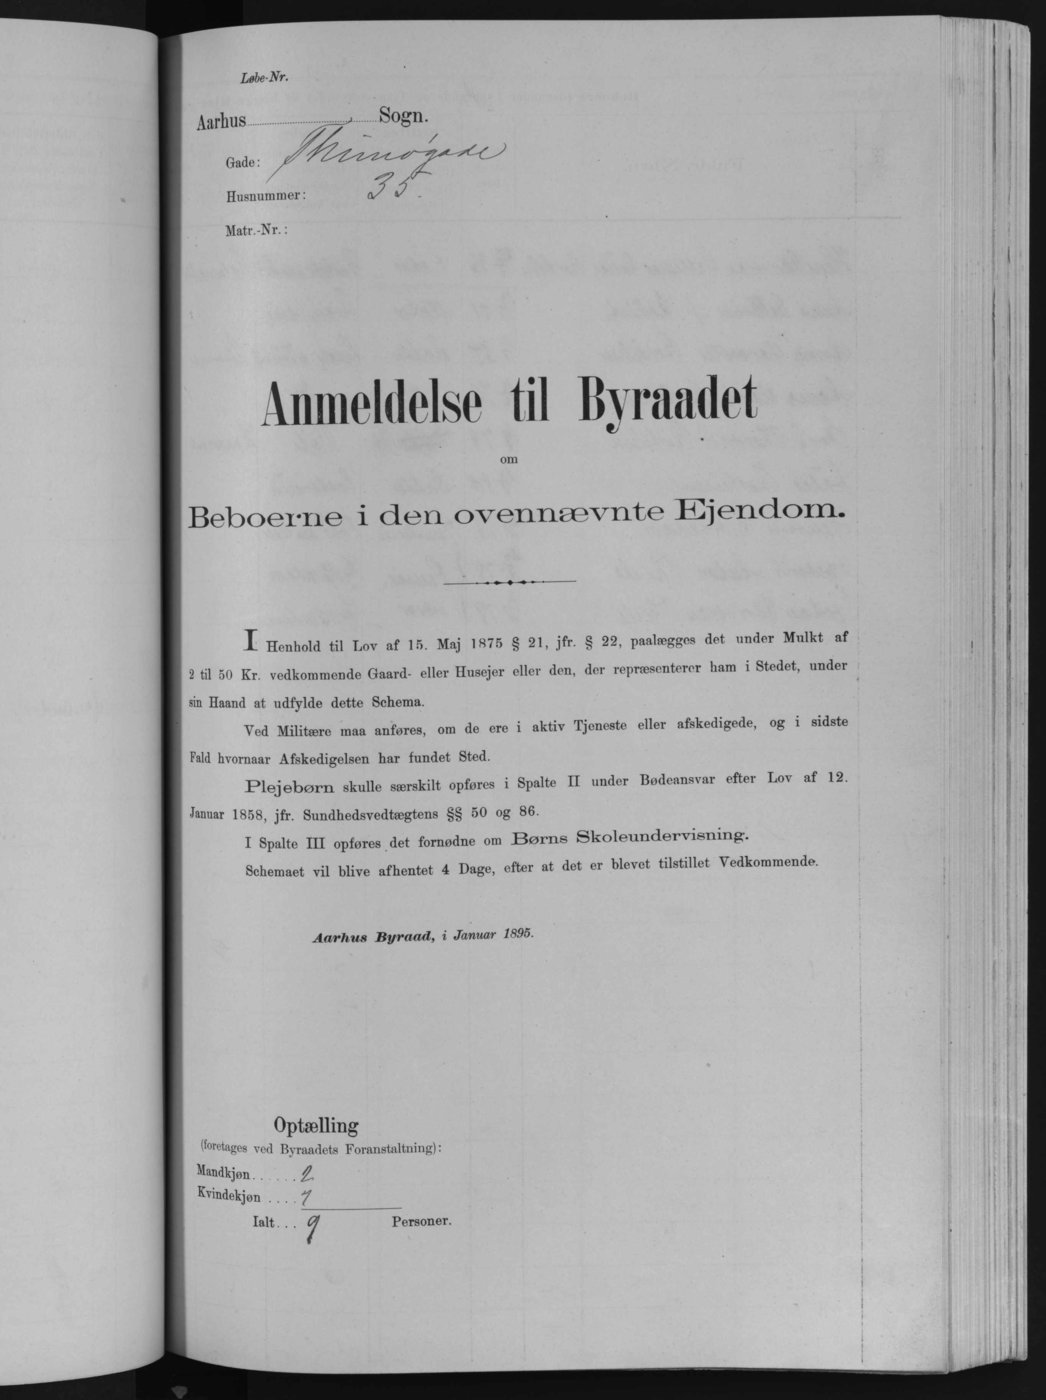 Løbe-Nr.
Aarhus Sogn.
Gade: Thunøgade
Husnummer: 35.
Matr.-Nr.:
Anmeldelse til Byraadet
om
Beboerne i den ovennævnte Ejendom.
I Henhold til Lov af 15. Maj 1875 § 21, jfr. § 22, paalægges det under Mulkt af
2 til 50 Kr. vedkommende Gaard- eller Husejer eller den, der repræsenterer ham i Stedet, under
sin Haand at udfylde dette Schema.
Ved Militære maa anføres, om de ere i aktiv Tjeneste eller afskedigede, og i sidste
Fald hvornaar Afskedigelsen har fundet Sted.
Plejebørn skulle særskilt opføres i Spalte II under Bødeansvar efter Lov af 12.
Januar 1858, jfr. Sundhedsvedtægtens §§ 50 og 86.
I Spalte III opføres det fornødne om Børns Skoleundervisning.
Schemaet vil blive afhentet 4 Dage, efter at det er blevet tilstillet Vedkommende.
Aarhus Byraad, i Januar 1895.
Optælling
(foretages ved Byraadets Foranstaltning):
Mandkjøn...... 2
Kvindekjøn .... 7
Ialt... 9 Personer.